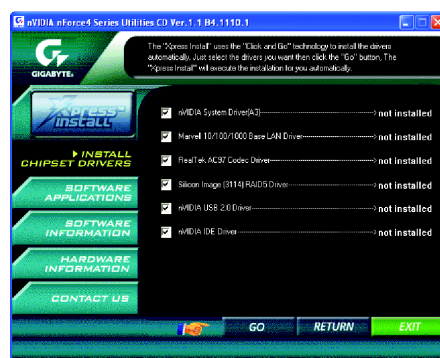 nVIDIA nForce4 Series Utilities CD Ver.1.1 B4.1110.1
GIGABYTE
The "Xpress Install" uses the "Click and Go" technology to install the drivers
automatically. Just select the drivers you want then click the "Go" button, The
"Xpress Install" will execute the installation for you automatically.
Xpress
Install
INSTALL
CHIPSET DRIVERS
SOFTWARE
APPLICATIONS
SOFTWARE
INFORMATION
HARDWARE
INFORMATION
CONTACT US
nVIDIA System Driver(A3) not installed
Marvell 10/100/1000 Base LAN Driver not installed
RealTek AC97 Codec Driver not installed
Silicon Image (3114) RAID5 Driver not installed
nVIDIA USB 2.0 Driver not installed
nVIDIA IDE Driver not installed
GO
RETURN
EXIT